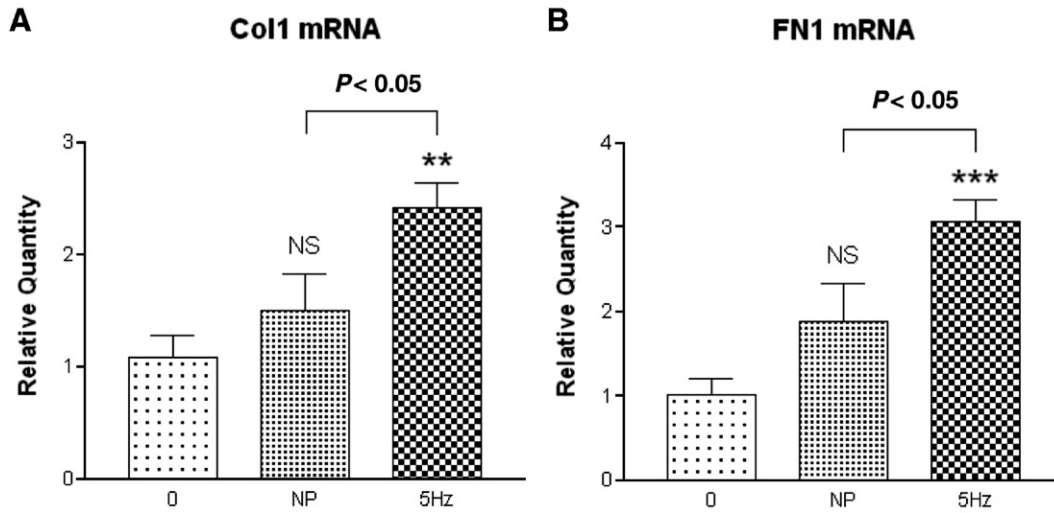 A
Col1 mRNA
P< 0.05
3
2
1
0
Relative Quantity
NS
**
0
NP
5Hz
B
FN1 mRNA
P< 0.05
4
3
2
1
0
Relative Quantity
NS
***
0
NP
5Hz